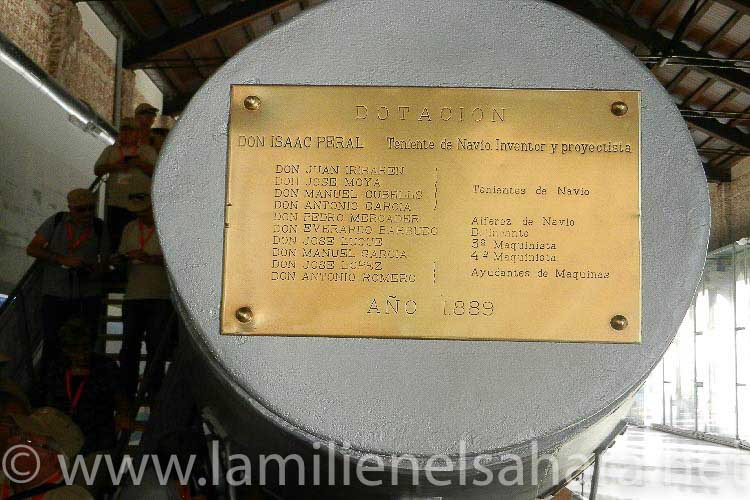 DOTACION
DON ISAAC PERAL Teniente de Navio. Inventor y proyectista
DON JUAN IRIBAREN
DON JOSE MOYA
DON MANUEL CUBELLS
DON ANTONIO GARCIA
Tenientes de Navio
DON PEDRO MERCADER Alferez de Navio
DON EVERARDO BARBUDO Delineante
DON JOSE LUQUE 3º Maquinista
DON MANUEL GARCIA 4º Maquinista
DON JOSE LOPEZ
DON ANTONIO ROMERO
Ayudantes de Maquinas
AÑO 1889
© www.lamilienelsahara.net